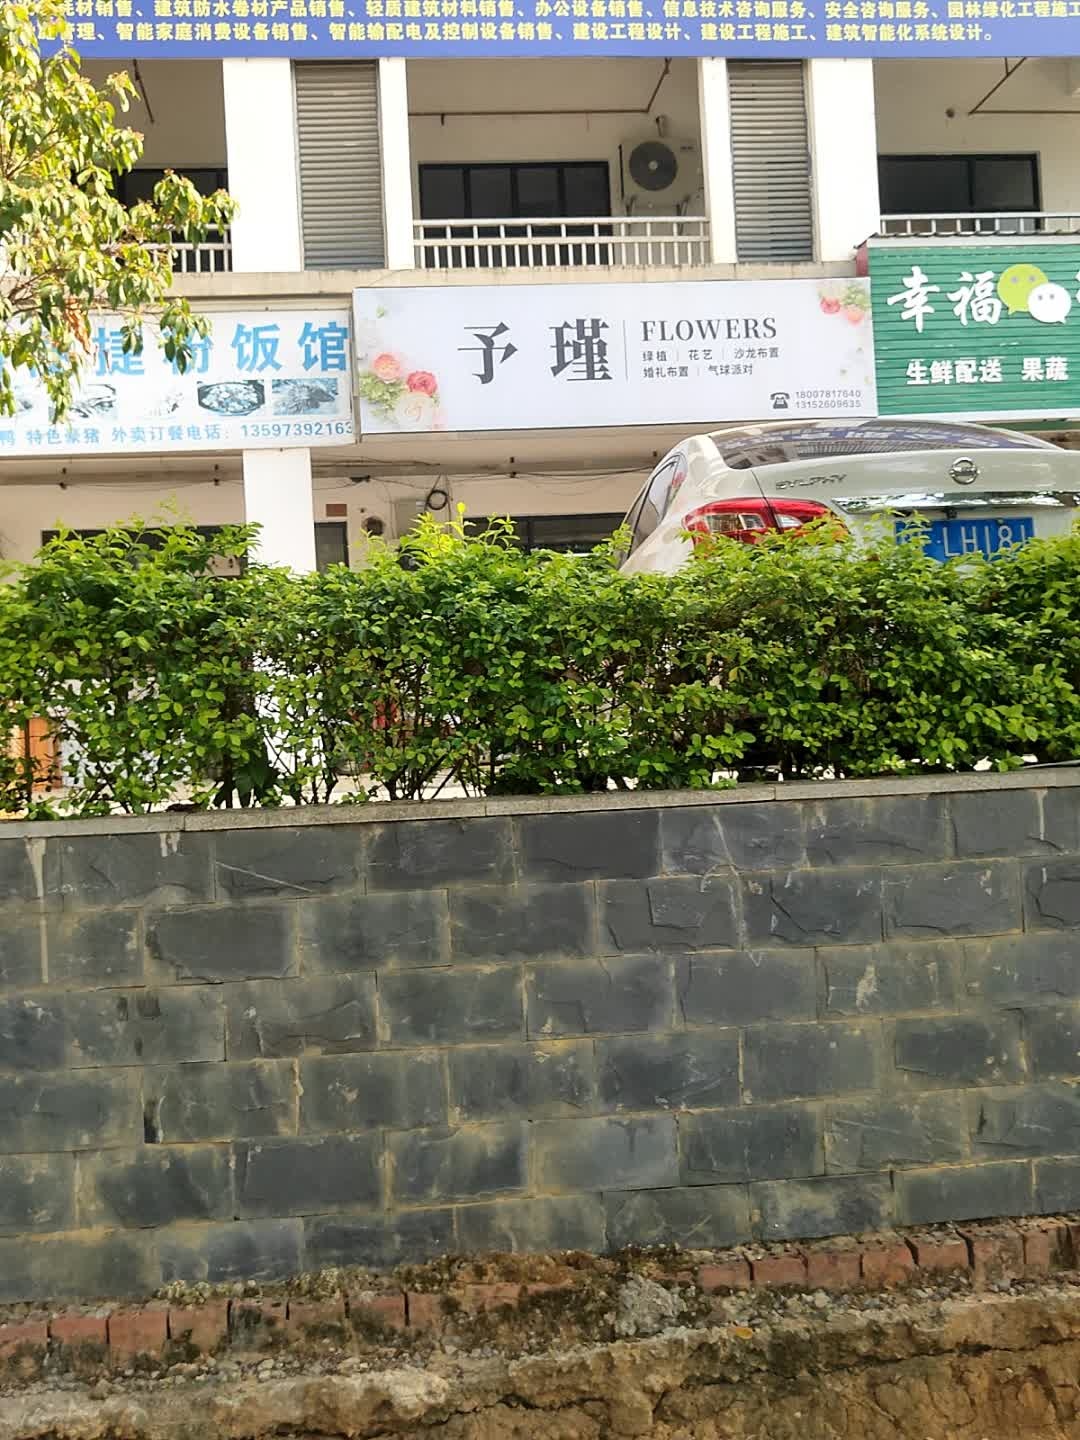 耗材销售、建筑防水卷材产品销售、轻质建筑材料销售、办公设备销售、信息技术咨询服务、安全咨询服务、园林绿化工程施工
管理、智能家庭消费设备销售、智能输配电及控制设备销售、建设工程设计、建设工程施工、建筑智能化系统设计。
捷粉饭馆
鸭 特色豪猪 外卖订餐电话：13597392163
予瑾
FLOWERS
绿植 | 花艺 | 沙龙布置
婚礼布置 | 气球派对
18007817640
13152609635
幸福
生鲜配送 果蔬
SYLPHY
LH181